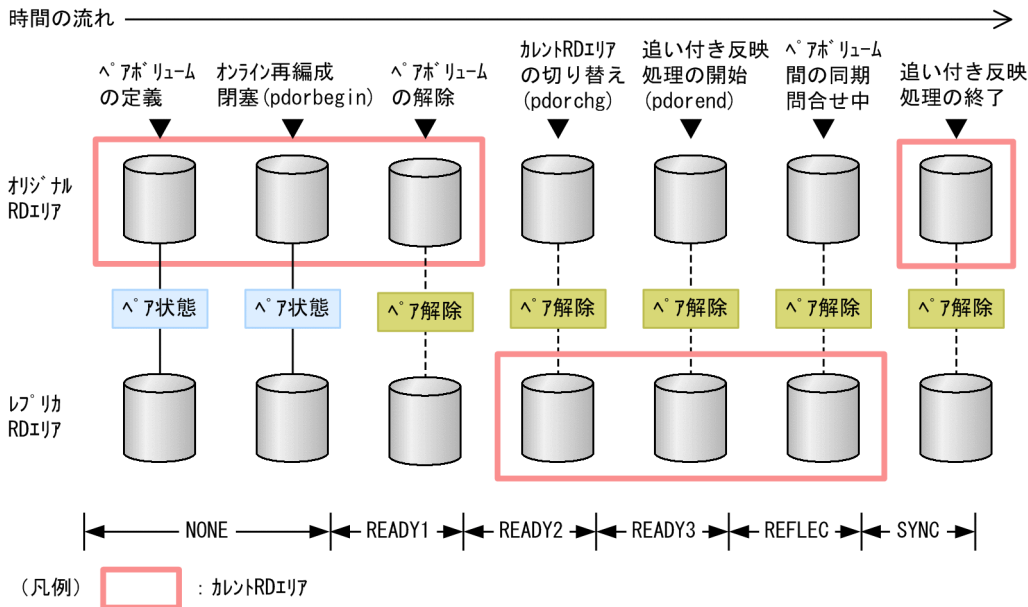 時間の流れ
ペアボリューム
の定義
オンライン再編成
閉塞(pdorbegin)
ペアボリューム
の解除
カレントRDエリア
の切り替え
(pdorchg)
追い付き反映
処理の開始
(pdorend)
ペアボリューム
間の同期
問合せ中
追い付き反映
処理の終了
オリジナル
RDエリア
ペア状態
ペア状態
ペア解除
ペア解除
ペア解除
ペア解除
ペア解除
レプリカ
RDエリア
NONE
READY1
READY2
READY3
REFLEC
SYNC
(凡例)
:カレントRDエリア